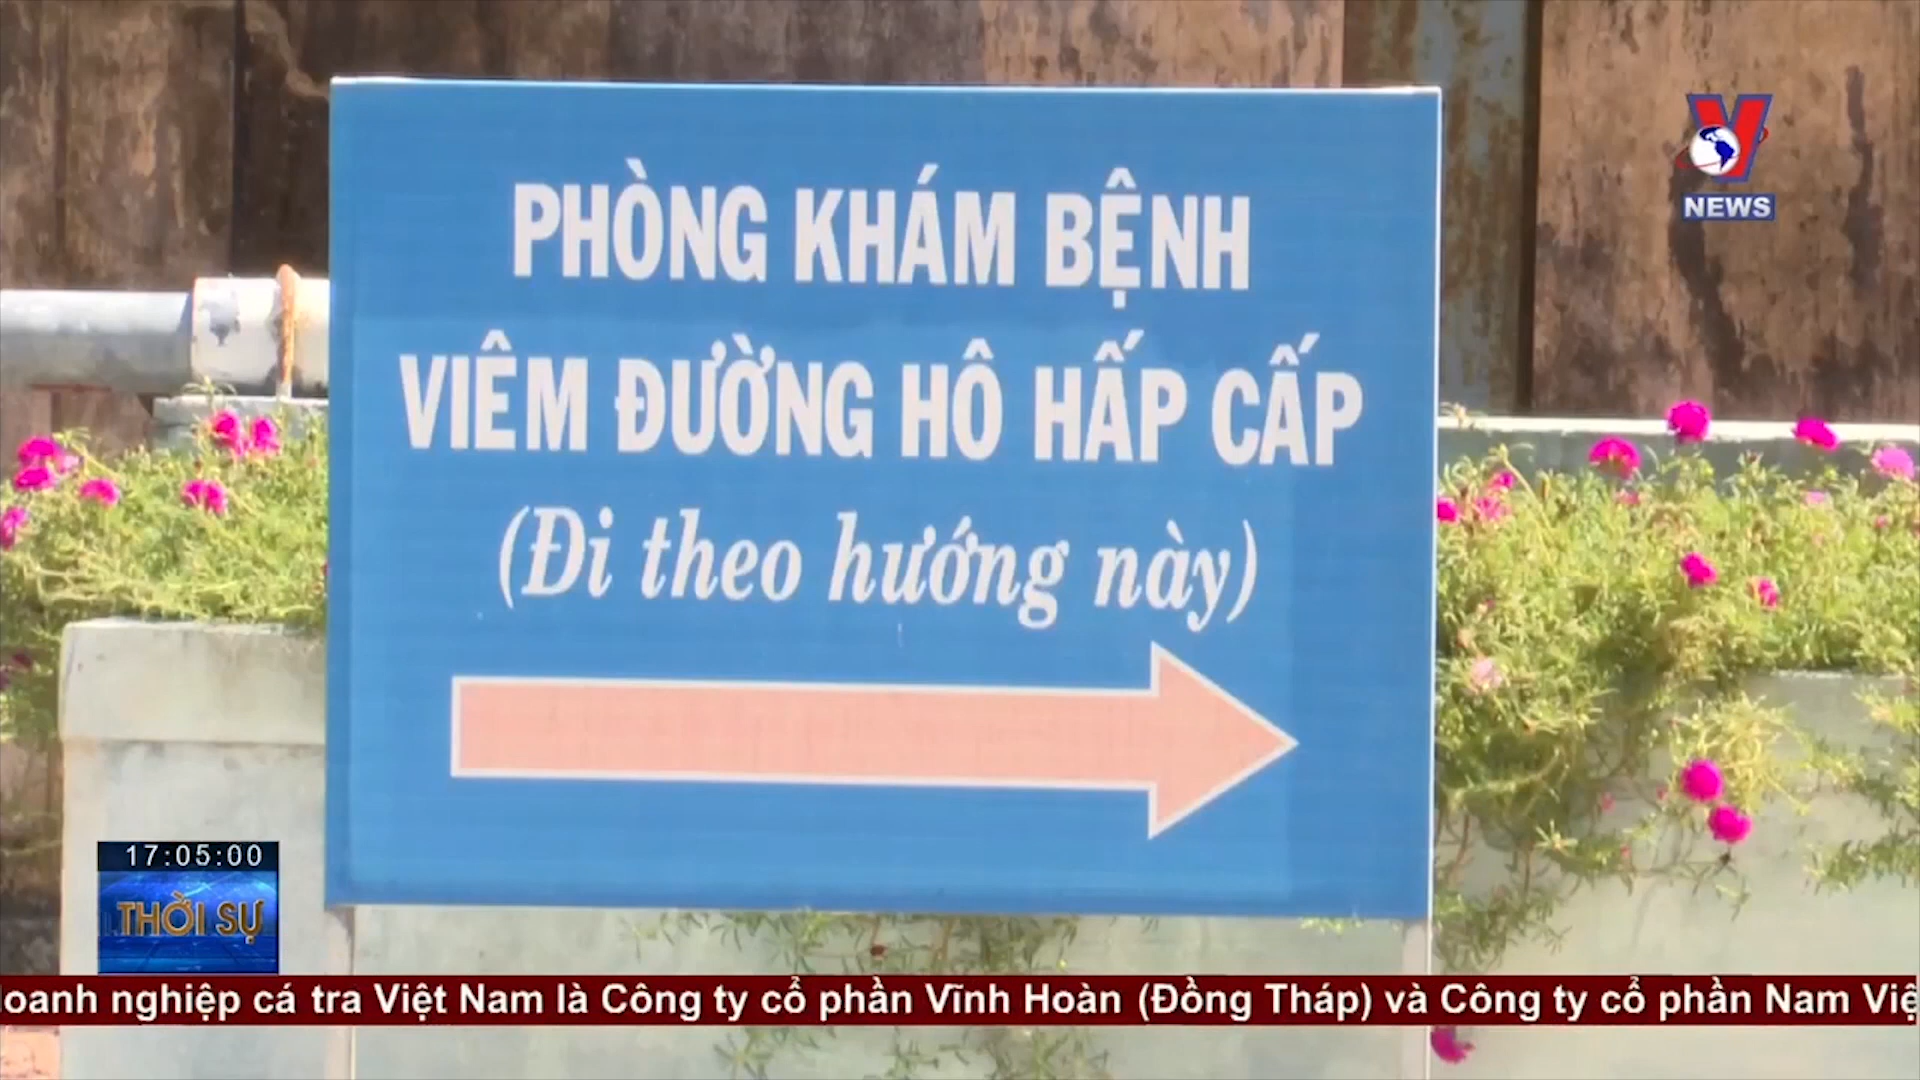 PHÒNG KHÁM BỆNH
VIÊM ĐƯỜNG HÔ HẤP CẤP
(Đi theo hướng này)
NEWS
17:05:00
THỜI SỰ
nghiệp cá tra Việt Nam là Công ty cổ phần Vĩnh Hoàn (Đồng Tháp) và Công ty cổ phần Nam